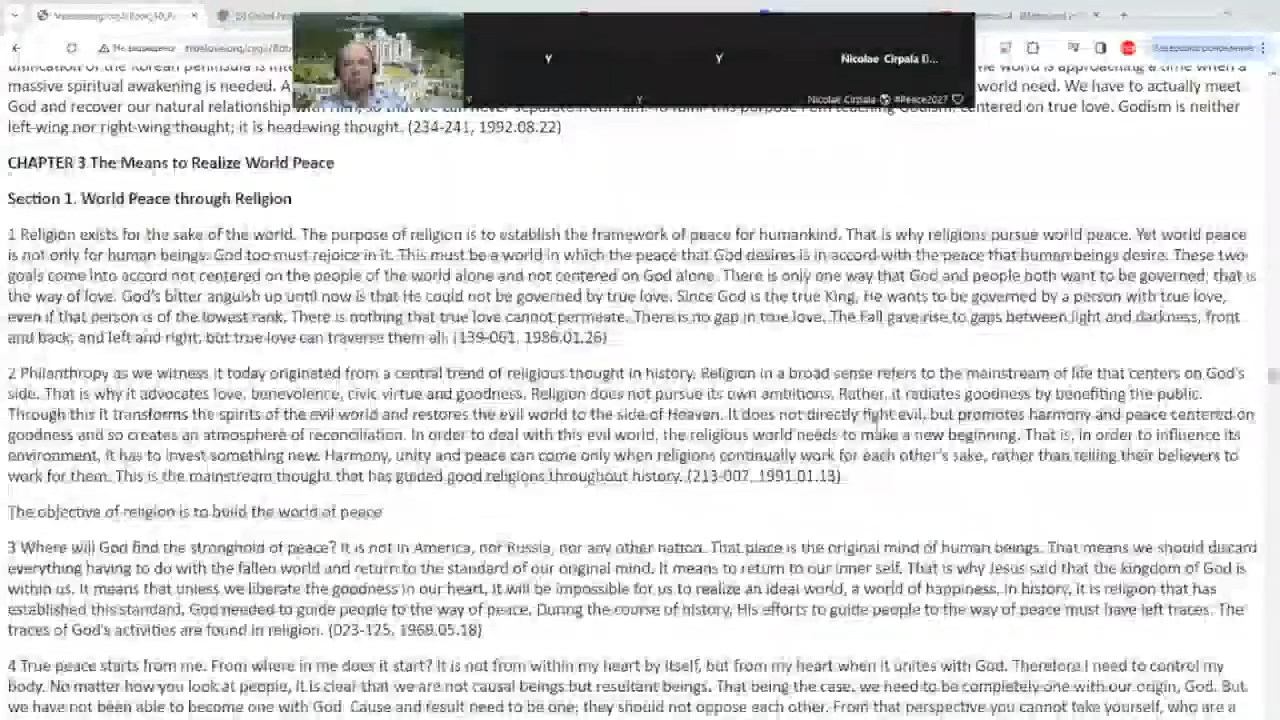 Не защищено
unification of the Korean peninsula is
the world is approaching a time when a
massive spiritual awakening is needed. A
world need. We have to actually meet
God and recover our natural relationship with Him, so that we can never separate from Him. To fulfill this purpose I am teaching Godism, centered on true love. Godism is neither
left-wing nor right-wing thought; it is head-wing thought. (234-241, 1992.08.22)
Y
Y
Nicolae Cirpala (I...
Y
Y
Nicolae Cirpala #Peace2027
CHAPTER 3 The Means to Realize World Peace
Section 1. World Peace through Religion
1 Religion exists for the sake of the world. The purpose of religion is to establish the framework of peace for humankind. That is why religions pursue world peace. Yet world peace
is not only for human beings. God too must rejoice in it. This must be a world in which the peace that God desires is in accord with the peace that human beings desire. These two
goals come into accord not centered on the people of the world alone and not centered on God alone. There is only one way that God and people both want to be governed; that is
the way of love. God's bitter anguish up until now is that He could not be governed by true love. Since God is the true King, He wants to be governed by a person with true love,
even if that person is of the lowest rank. There is nothing that true love cannot permeate. There is no gap in true love. The Fall gave rise to gaps between light and darkness, front
and back, and left and right, but true love can traverse them all. (139-061, 1986.01.26)
2 Philanthropy as we witness it today originated from a central trend of religious thought in history. Religion in a broad sense refers to the mainstream of life that centers on God's
side. That is why it advocates love, benevolence, civic virtue and goodness. Religion does not pursue its own ambitions. Rather, it radiates goodness by benefiting the public.
Through this it transforms the spirits of the evil world and restores the evil world to the side of Heaven. It does not directly fight evil, but promotes harmony and peace centered on
goodness and so creates an atmosphere of reconciliation. In order to deal with this evil world, the religious world needs to make a new beginning. That is, in order to influence its
environment, it has to invest something new. Harmony, unity and peace can come only when religions continually work for each other's sake, rather than telling their believers to
work for them. This is the mainstream thought that has guided good religions throughout history. (213-007, 1991.01.13)
The objective of religion is to build the world of peace
3 Where will God find the stronghold of peace? It is not in America, nor Russia, nor any other nation. That place is the original mind of human beings. That means we should discard
everything having to do with the fallen world and return to the standard of our original mind. It means to return to our inner self. That is why Jesus said that the kingdom of God is
within us. It means that unless we liberate the goodness in our heart, it will be impossible for us to realize an ideal world, a world of happiness. In history, it is religion that has
established this standard. God needed to guide people to the way of peace. During the course of history, His efforts to guide people to the way of peace must have left traces. The
traces of God's activities are found in religion. (023-125, 1969.05.18)
4 True peace starts from me. From where in me does it start? It is not from within my heart by itself, but from my heart when it unites with God. Therefore I need to control my
body. No matter how you look at people, it is clear that we are not causal beings but resultant beings. That being the case, we need to be completely one with our origin, God. But
we have not been able to become one with God. Cause and result need to be one; they should not oppose each other. From that perspective you cannot take yourself, who are a